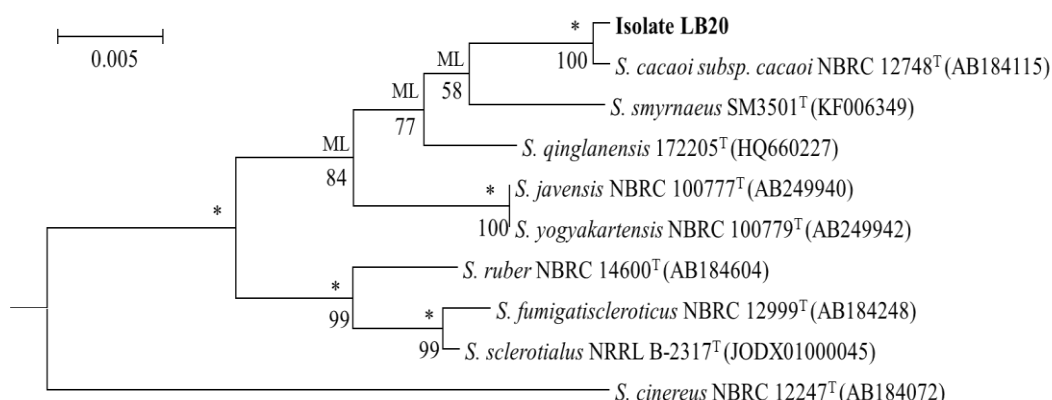 * Isolate LB20
0.005
100 S. cacaoi subsp. cacaoi NBRC 12748ᵀ (AB184115)
ML
58
S. smyrnaeus SM3501ᵀ (KF006349)
ML
77
S. qinglanensis 172205ᵀ (HQ660227)
ML
84
* S. javensis NBRC 100777ᵀ (AB249940)
100 S. yogyakartensis NBRC 100779ᵀ (AB249942)
*
S. ruber NBRC 14600ᵀ (AB184604)
*
99
* S. fumigatiscleroticus NBRC 12999ᵀ (AB184248)
99 S. sclerotialus NRRL B-2317ᵀ (JODX01000045)
S. cinereus NBRC 12247ᵀ (AB184072)